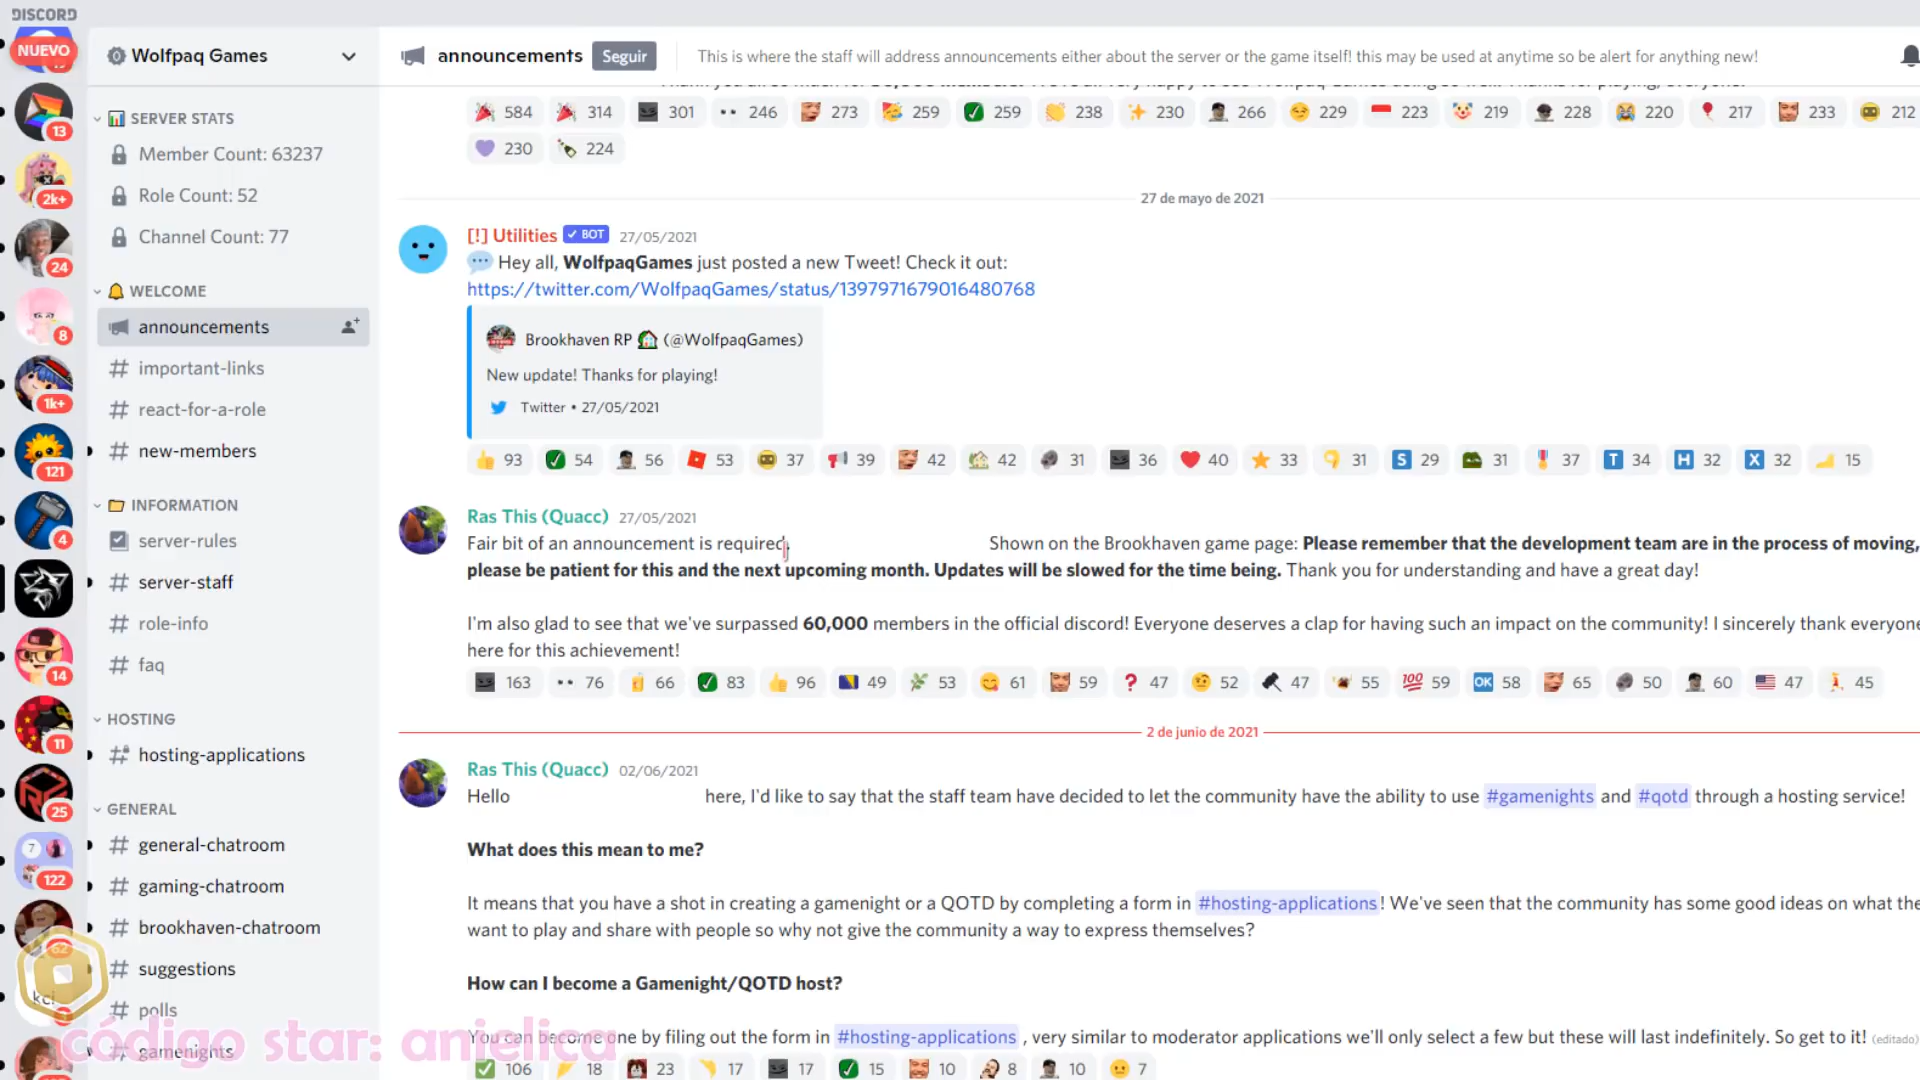 DISCORD
NUEVO
13
2k+
24
8
1k+
121
4
14
11
25
7
122
62
kci
Wolfpaq Games
SERVER STATS
Member Count: 63237
Role Count: 52
Channel Count: 77
WELCOME
announcements
important-links
react-for-a-role
new-members
INFORMATION
server-rules
server-staff
role-info
faq
HOSTING
hosting-applications
GENERAL
general-chatroom
gaming-chatroom
brookhaven-chatroom
suggestions
polls
gamenights
código star: anjelica
announcements Seguir This is where the staff will address announcements either about the server or the game itself! this may be used at anytime so be alert for anything new!
584 314 301 246 273 259 259 238 230 266 229 223 219 228 220 217 233 212
230 224
27 de mayo de 2021
[!] Utilities BOT 27/05/2021
Hey all, WolfpaqGames just posted a new Tweet! Check it out:
https://twitter.com/WolfpaqGames/status/1397971679016480768
Brookhaven RP (@WolfpaqGames)
New update! Thanks for playing!
Twitter • 27/05/2021
93 54 56 53 37 39 42 42 31 36 40 33 31 S 29 31 37 T 34 H 32 X 32 15
Ras This (Quacc) 27/05/2021
Fair bit of an announcement is required. Shown on the Brookhaven game page: Please remember that the development team are in the process of moving,
please be patient for this and the next upcoming month. Updates will be slowed for the time being. Thank you for understanding and have a great day!
I'm also glad to see that we've surpassed 60,000 members in the official discord! Everyone deserves a clap for having such an impact on the community! I sincerely thank everyone
here for this achievement!
163 76 66 83 96 49 53 61 59 47 52 47 55 100 59 OK 58 65 50 60 47 45
2 de junio de 2021
Ras This (Quacc) 02/06/2021
Hello here, I'd like to say that the staff team have decided to let the community have the ability to use #gamenights and #qotd through a hosting service!
What does this mean to me?
It means that you have a shot in creating a gamenight or a QOTD by completing a form in #hosting-applications! We've seen that the community has some good ideas on what the
want to play and share with people so why not give the community a way to express themselves?
How can I become a Gamenight/QOTD host?
You can become one by filing out the form in #hosting-applications , very similar to moderator applications we'll only select a few but these will last indefinitely. So get to it! (editado)
106 18 23 17 17 15 10 8 10 7